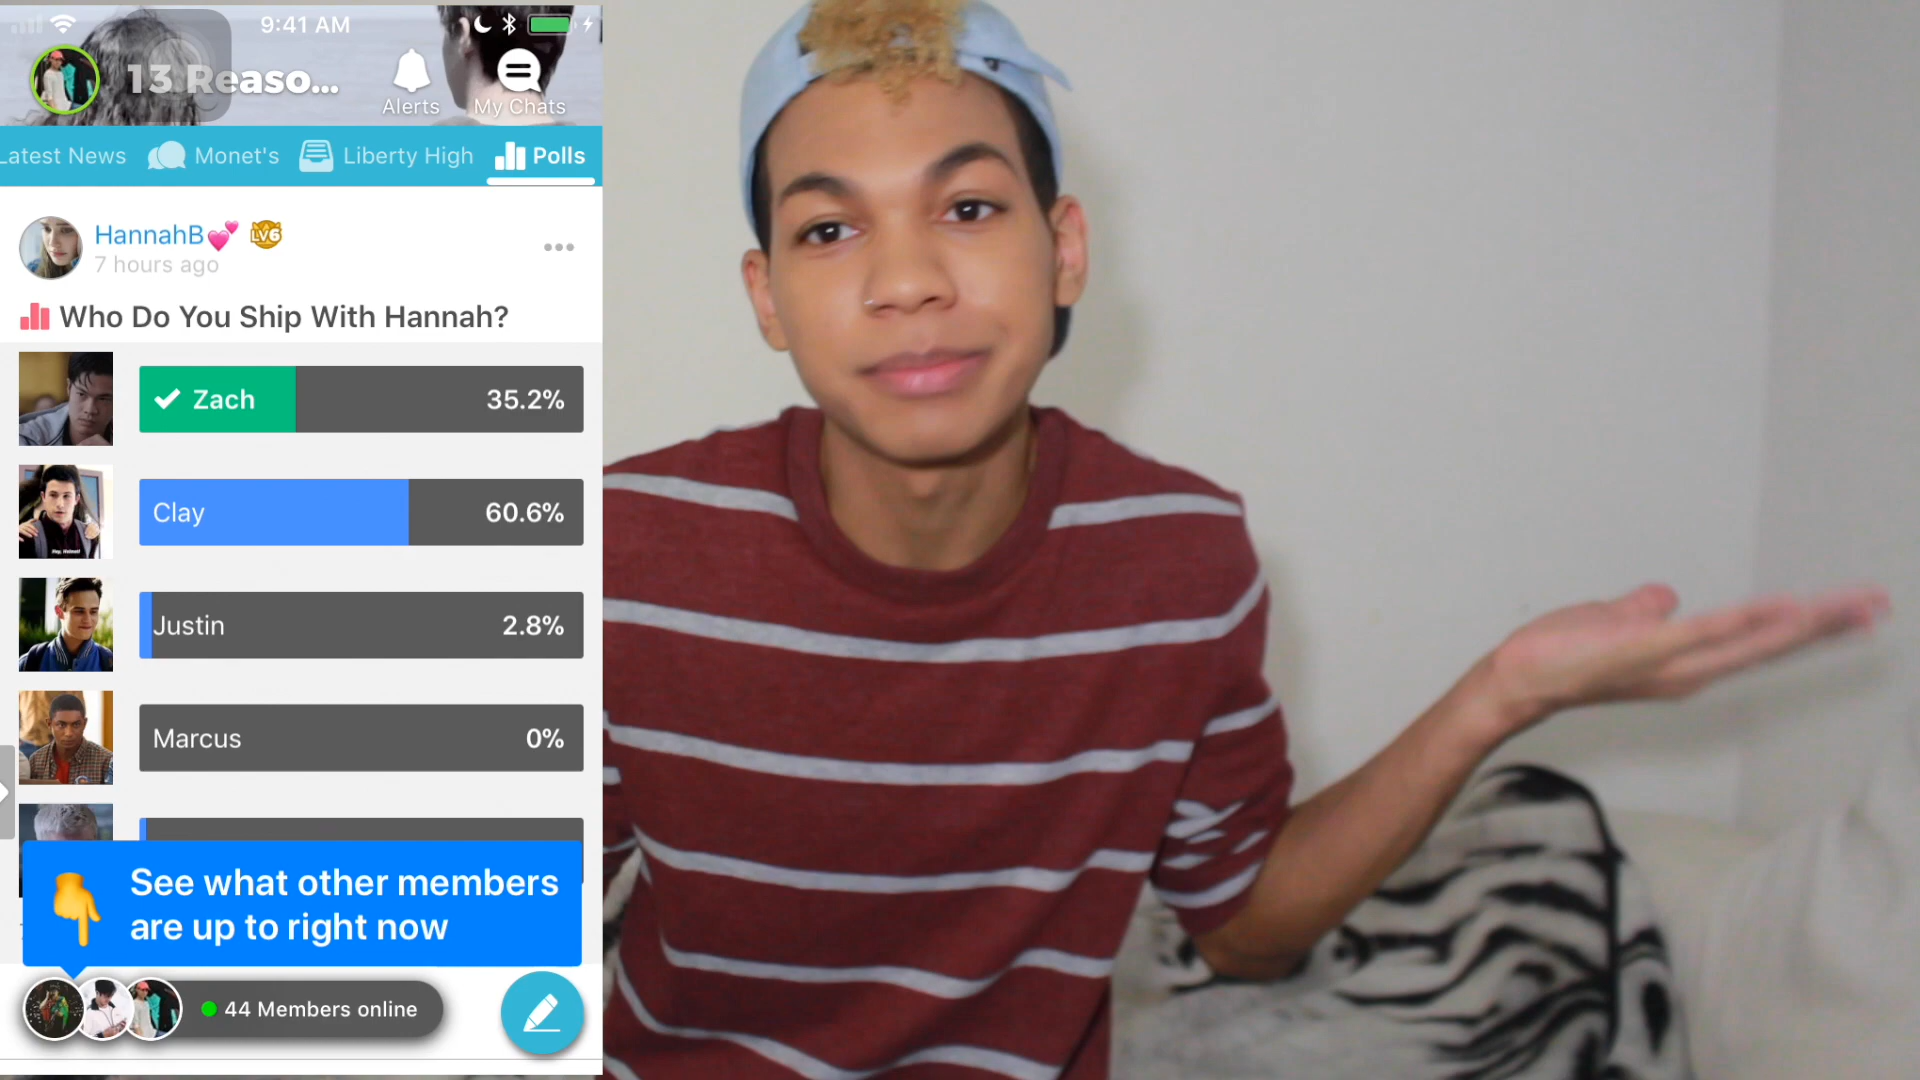 9:41 AM
13 Reaso...
Alerts
My Chats
Latest News
Monet's
Liberty High
Polls
HannahB💕 LV6
7 hours ago
Who Do You Ship With Hannah?
Zach 35.2%
Clay 60.6%
Justin 2.8%
Marcus 0%
👇 See what other members
are up to right now
44 Members online